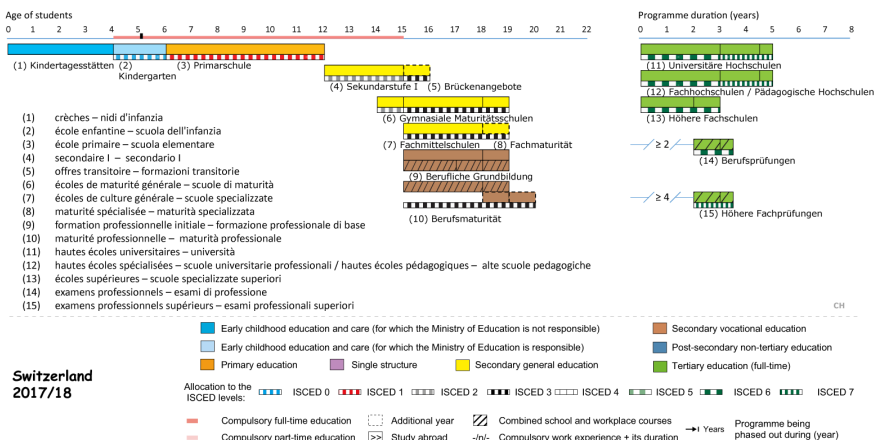 Age of students
Programme duration (years)
0 1 2 3 4 5 6 7 8 9 10 11 12 13 14 15 16 17 18 19 20 21 22
0 1 2 3 4 5 6 7 8
(1) Kindertagesstätten
(2)
Kindergarten
(3) Primarschule
(4) Sekundarstufe I
(5) Brückenangebote
(6) Gymnasiale Maturitätsschulen
(7) Fachmittelschulen
(8) Fachmaturität
(9) Berufliche Grundbildung
(10) Berufsmaturität
(11) Universitäre Hochschulen
(12) Fachhochschulen / Pädagogische Hochschulen
(13) Höhere Fachschulen
≥ 2
(14) Berufsprüfungen
≥ 4
(15) Höhere Fachprüfungen
(1) crèches – nidi d'infanzia
(2) école enfantine – scuola dell'infanzia
(3) école primaire – scuola elementare
(4) secondaire I – secondario I
(5) offres transitoire – formazioni transitorie
(6) écoles de maturité générale – scuole di maturità
(7) écoles de culture générale – scuole specializzate
(8) maturité spécialisée – maturità specializzata
(9) formation professionnelle initiale – formazione professionale di base
(10) maturité professionnelle – maturità professionale
(11) hautes écoles universitaires – università
(12) hautes écoles spécialisées – scuole universitarie professionali / hautes écoles pédagogiques – alte scuole pedagogiche
(13) écoles supérieures – scuole specializzate superiori
(14) examens professionnels – esami di professione
(15) examens professionnels supérieurs – esami professionali superiori
CH
Early childhood education and care (for which the Ministry of Education is not responsible)
Secondary vocational education
Early childhood education and care (for which the Ministry of Education is responsible)
Post-secondary non-tertiary education
Primary education
Single structure
Secondary general education
Tertiary education (full-time)
Switzerland
2017/18
Allocation to the
ISCED levels:
ISCED 0
ISCED 1
ISCED 2
ISCED 3
ISCED 4
ISCED 5
ISCED 6
ISCED 7
Compulsory full-time education
Additional year
Combined school and workplace courses
Years
Programme being
phased out during (year)
Compulsory part-time education
>> Study abroad
-/n/- Compulsory work experience + its duration